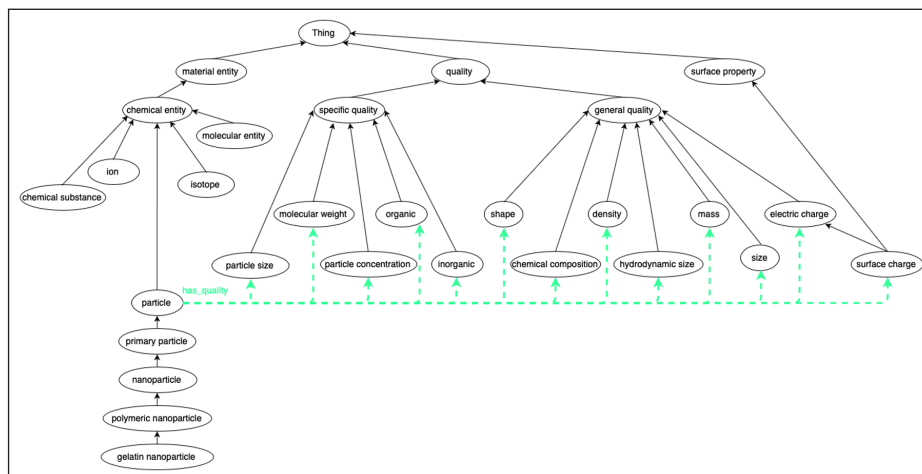 Thing
material entity
quality
surface property
chemical entity
specific quality
general quality
molecular entity
ion
isotope
chemical substance
molecular weight
organic
shape
density
mass
electric charge
particle size
particle concentration
inorganic
chemical composition
hydrodynamic size
size
surface charge
has_quality
particle
primary particle
nanoparticle
polymeric nanoparticle
gelatin nanoparticle